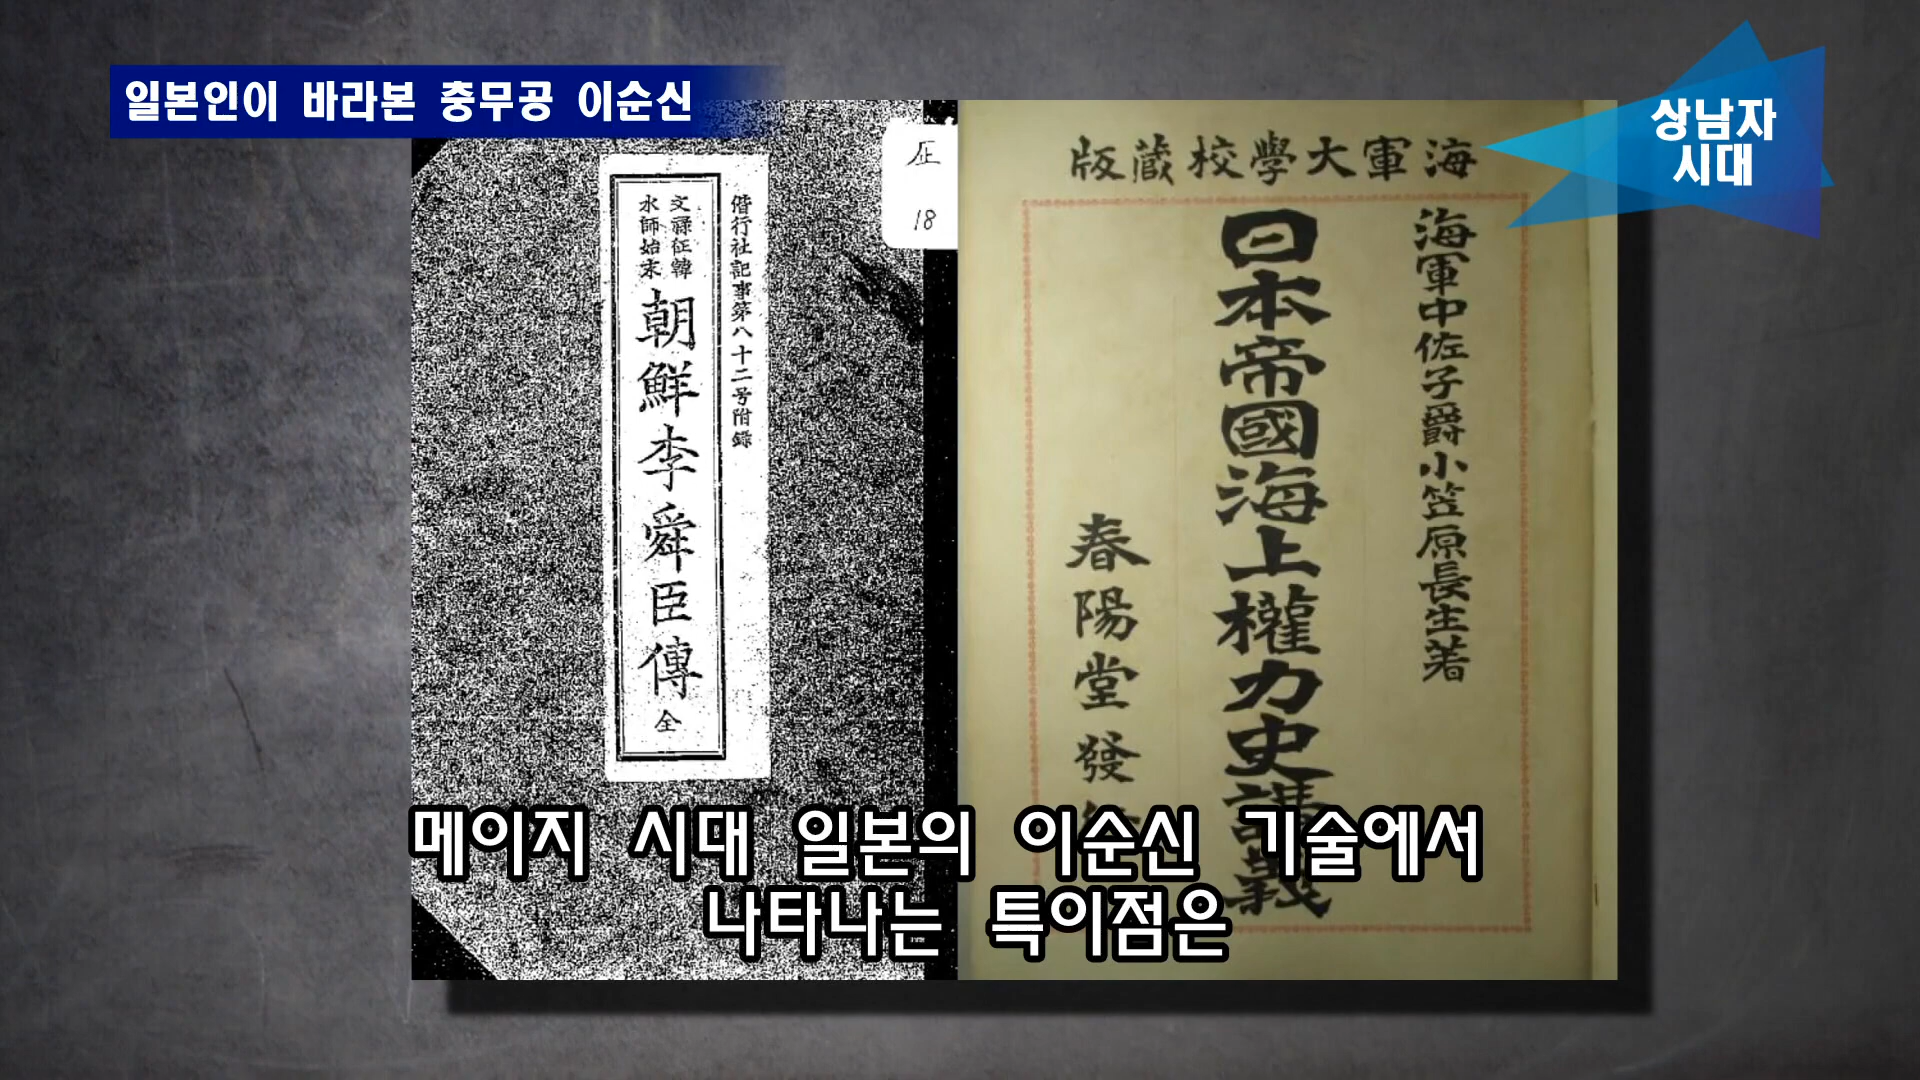 일본인이 바라본 충무공 이순신
상남자
시대
偕行社記事第八十二号附錄
文祿征韓
水師始末
朝鮮李舜臣傳 全
18
海軍大學校藏版
海軍中佐子爵小笠原長生著
日本帝國海上權力史講義
春陽堂發
메이지 시대 일본의 이순신 기술에서
나타나는 특이점은